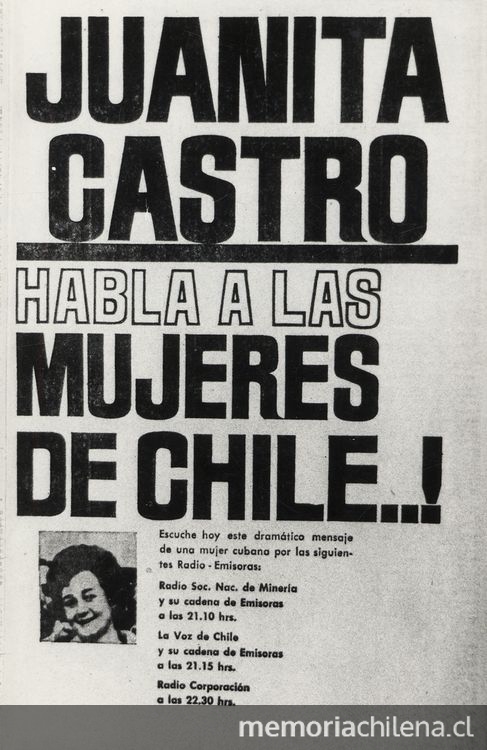 JUANITA
CASTRO
HABLA A LAS
MUJERES
DE CHILE...!
Escuche hoy este dramático mensaje
de una mujer cubana por las siguien-
tes Radio - Emisoras:
Radio Soc. Nac. de Minería
y su cadena de Emisoras
a las 21.10 hrs.
La Voz de Chile
y su cadena de Emisoras
a las 21.15 hrs.
Radio Corporación
a las 22.30 hrs.
memoriachilena.cl